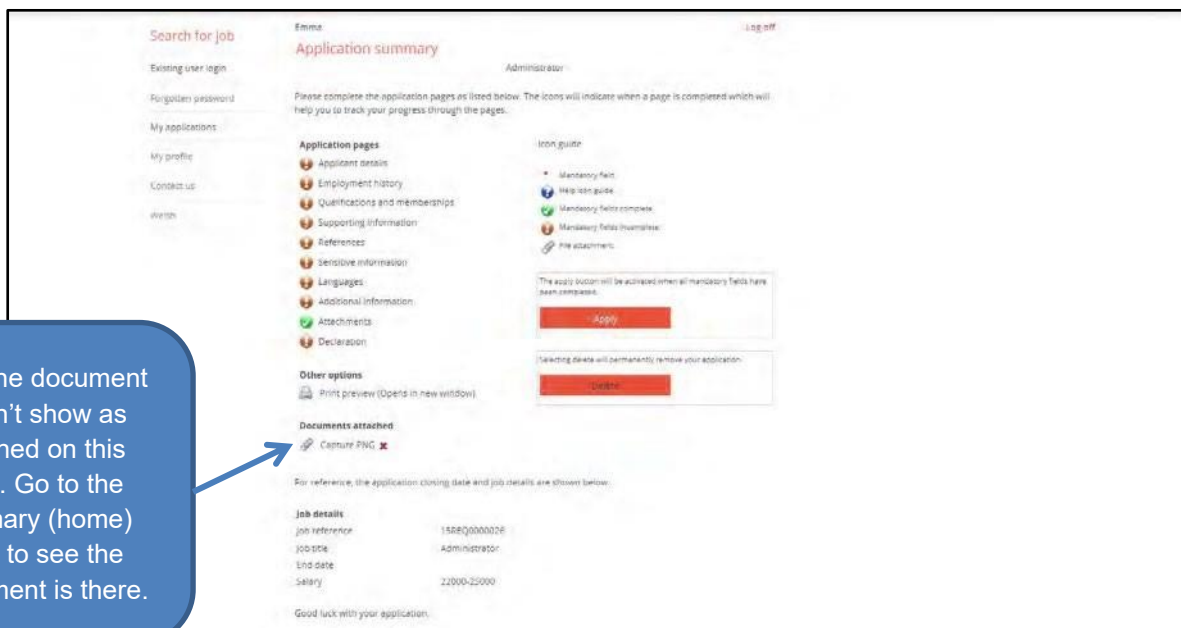 Search for job
Existing user login
Forgotten password
My applications
My profile
Contact us
Welsh
Emma
Log off
Application summary
Administrator
Please complete the application pages as listed below. The icons will indicate when a page is completed which will
help you to track your progress through the pages.
Application pages
Applicant details
Employment history
Qualifications and memberships
Supporting information
References
Sensitive information
Languages
Additional information
Attachments
Declaration
Other options
Print preview (Opens in new window)
Documents attached
Capture PNG
Icon guide
* Mandatory field
Help icon guide
Mandatory fields complete
Mandatory fields incomplete
File attachment
The apply button will be activated when all mandatory fields have
been completed.
Apply
Selecting delete will permanently remove your application
Delete
For reference, the application closing date and job details are shown below.
Job details
Job reference 15REQ0000026
Job title Administrator
End date
Salary 22000-25000
Good luck with your application.
document
show as
on this
Go to the
(home)
to see the
is there.